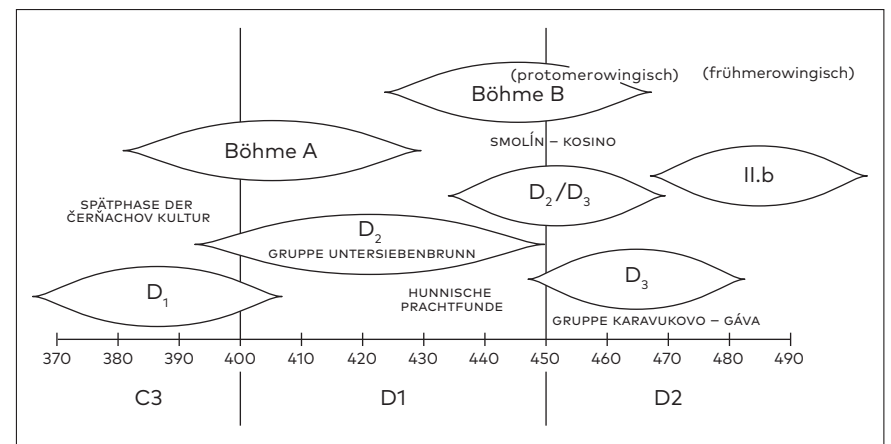 (protomerowingisch) (frühmerowingisch)
Böhme B
SMOLÍN – KOSINO
Böhme A
II.b
D2/D3
SPÄTPHASE DER
ČERŇACHOV KULTUR
D2
GRUPPE UNTERSIEBENBRUNN
D3
D1
HUNNISCHE
PRACHTFUNDE
GRUPPE KARAVUKOVO – GÁVA
370 380 390 400 410 420 430 440 450 460 470 480 490
C3 D1 D2